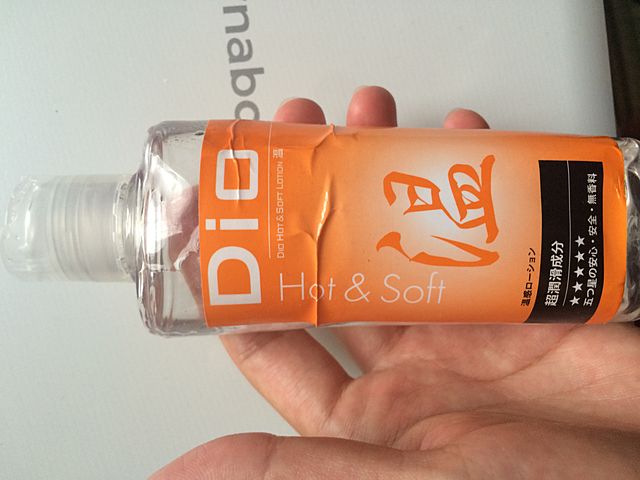 Dio
DIO HOT & SOFT LOTION 温
Hot & Soft
温
温感ローション
超潤滑成分
★★★★★
五つ星の安心・安全・無香料
nabo